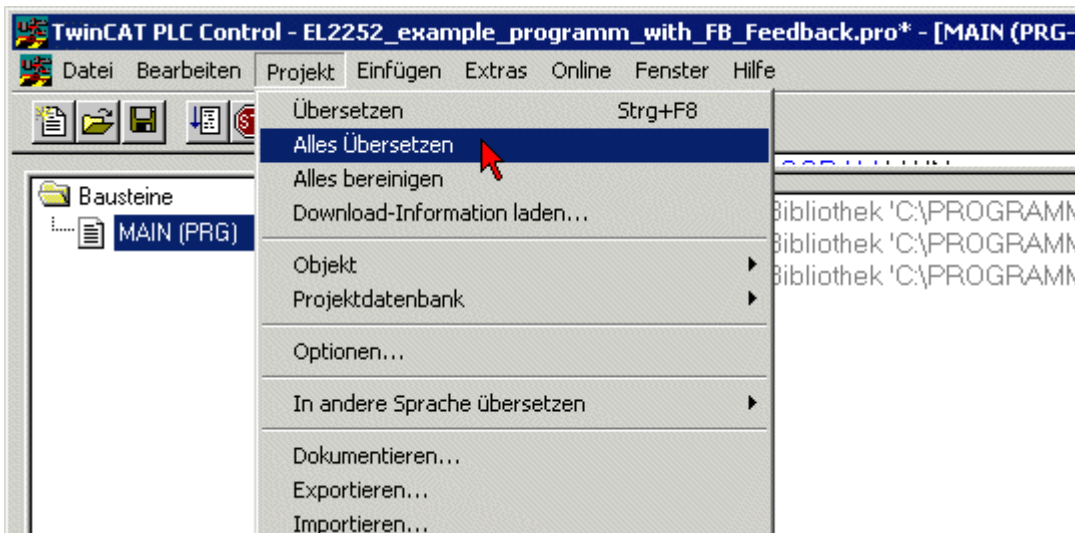 TwinCAT PLC Control - EL2252_example_programm_with_FB_Feedback.pro* - [MAIN (PRG-
Datei Bearbeiten Projekt Einfügen Extras Online Fenster Hilfe
Übersetzen Strg+F8
Alles Übersetzen
Alles bereinigen
Download-Information laden...
Objekt
Projektdatenbank
Optionen...
In andere Sprache übersetzen
Dokumentieren...
Exportieren...
Importieren...
Bausteine
MAIN (PRG)
Bibliothek 'C:\PROGRAMM
Bibliothek 'C:\PROGRAMM
Bibliothek 'C:\PROGRAMM